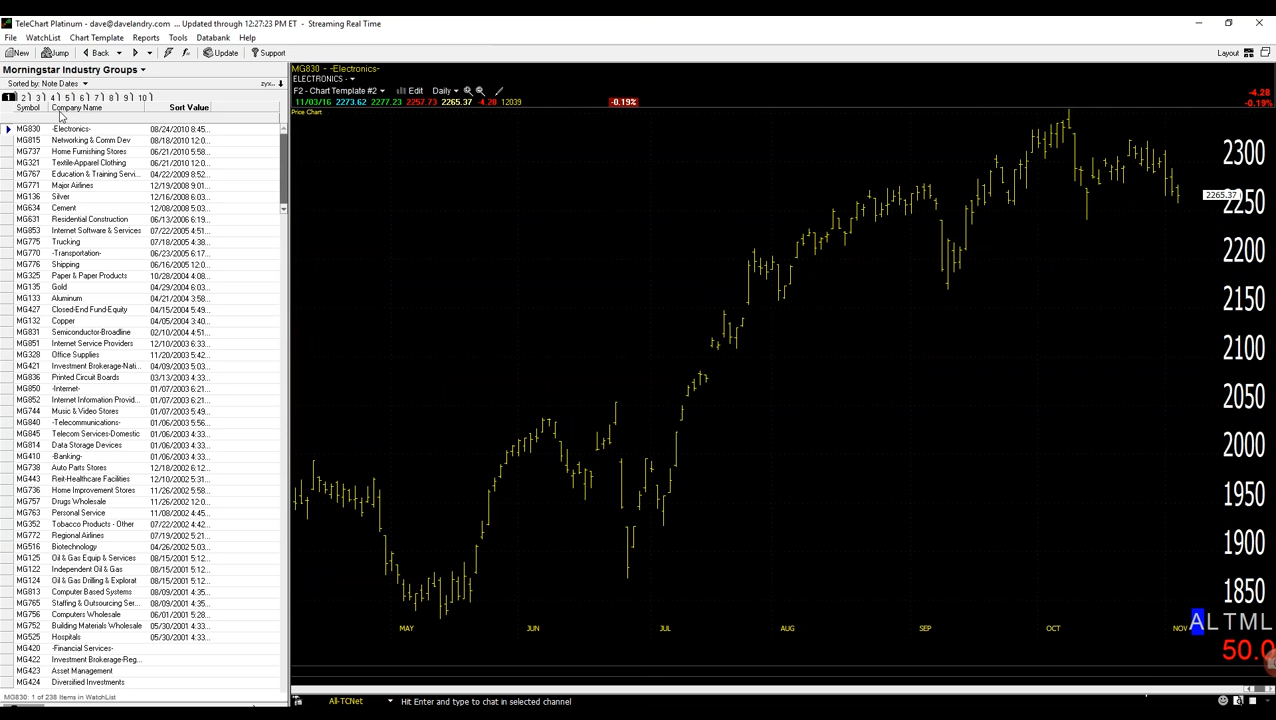 TeleChart Platinum - dave@davelandry.com ... Updated through 12:27:23 PM ET - Streaming Real Time
File WatchList Chart Template Reports Tools Databank Help
New Jump Back Update Support Layout
Morningstar Industry Groups
Sorted by: Note Dates zyx..
1 2 3 4 5 6 7 8 9 10
Symbol Company Name Sort Value
MG830 -Electronics- 08/24/2010 8:45...
MG815 Networking & Comm Dev 08/18/2010 12:0...
MG737 Home Furnishing Stores 06/21/2010 5:58...
MG321 Textile-Apparel Clothing 06/21/2010 12:0...
MG767 Education & Training Servi... 04/22/2009 8:52...
MG771 Major Airlines 12/19/2008 9:01...
MG136 Silver 12/16/2008 6:03...
MG634 Cement 12/08/2008 5:03...
MG631 Residential Construction 06/13/2006 6:19...
MG853 Internet Software & Services 07/22/2005 4:51...
MG775 Trucking 07/18/2005 4:38...
MG770 -Transportation- 06/23/2005 6:17...
MG776 Shipping 06/16/2005 12:0...
MG325 Paper & Paper Products 10/28/2004 4:08...
MG135 Gold 04/29/2004 6:03...
MG133 Aluminum 04/21/2004 3:58...
MG427 Closed-End Fund-Equity 04/15/2004 5:49...
MG132 Copper 04/05/2004 3:40...
MG831 Semiconductor-Broadline 02/10/2004 4:51...
MG851 Internet Service Providers 12/10/2003 6:33...
MG328 Office Supplies 11/20/2003 5:42...
MG421 Investment Brokerage-Nati... 04/09/2003 5:03...
MG836 Printed Circuit Boards 03/13/2003 4:33...
MG850 -Internet- 01/07/2003 6:21...
MG852 Internet Information Provid... 01/07/2003 6:21...
MG744 Music & Video Stores 01/07/2003 5:49...
MG840 -Telecommunications- 01/06/2003 5:56...
MG845 Telecom Services-Domestic 01/06/2003 4:33...
MG814 Data Storage Devices 01/06/2003 4:33...
MG410 -Banking- 01/06/2003 4:33...
MG738 Auto Parts Stores 12/18/2002 6:12...
MG443 Reit-Healthcare Facilities 12/10/2002 5:31...
MG736 Home Improvement Stores 11/26/2002 5:12...
MG757 Drugs Wholesale 11/26/2002 12:0...
MG763 Personal Service 11/08/2002 4:45...
MG352 Tobacco Products - Other 07/22/2002 4:42...
MG772 Regional Airlines 07/19/2002 5:21...
MG516 Biotechnology 04/26/2002 5:03...
MG125 Oil & Gas Equip & Services 08/15/2001 5:12...
MG122 Independent Oil & Gas 08/15/2001 5:12...
MG124 Oil & Gas Drilling & Explorat 08/15/2001 5:12...
MG813 Computer Based Systems 08/09/2001 4:35...
MG765 Staffing & Outsourcing Ser... 08/09/2001 4:35...
MG756 Computers Wholesale 06/01/2001 5:28...
MG752 Building Materials Wholesale 05/30/2001 4:33...
MG525 Hospitals 05/30/2001 4:33...
MG420 -Financial Services-
MG422 Investment Brokerage-Reg...
MG423 Asset Management
MG424 Diversified Investments
MG830: 1 of 238 Items in WatchList
MG830 - -Electronics-
ELECTRONICS -
F2 - Chart Template #2 Edit Daily
11/03/16 2273.62 2277.23 2257.73 2265.37 -4.28 12039 -0.19%
Price Chart
-4.28
-0.19%
2300
2265.37
2250
2200
2150
2100
2050
2000
1950
1900
1850
MAY JUN JUL AUG SEP OCT NOV
ALTML
50.0
All-TCNet Hit Enter and type to chat in selected channel